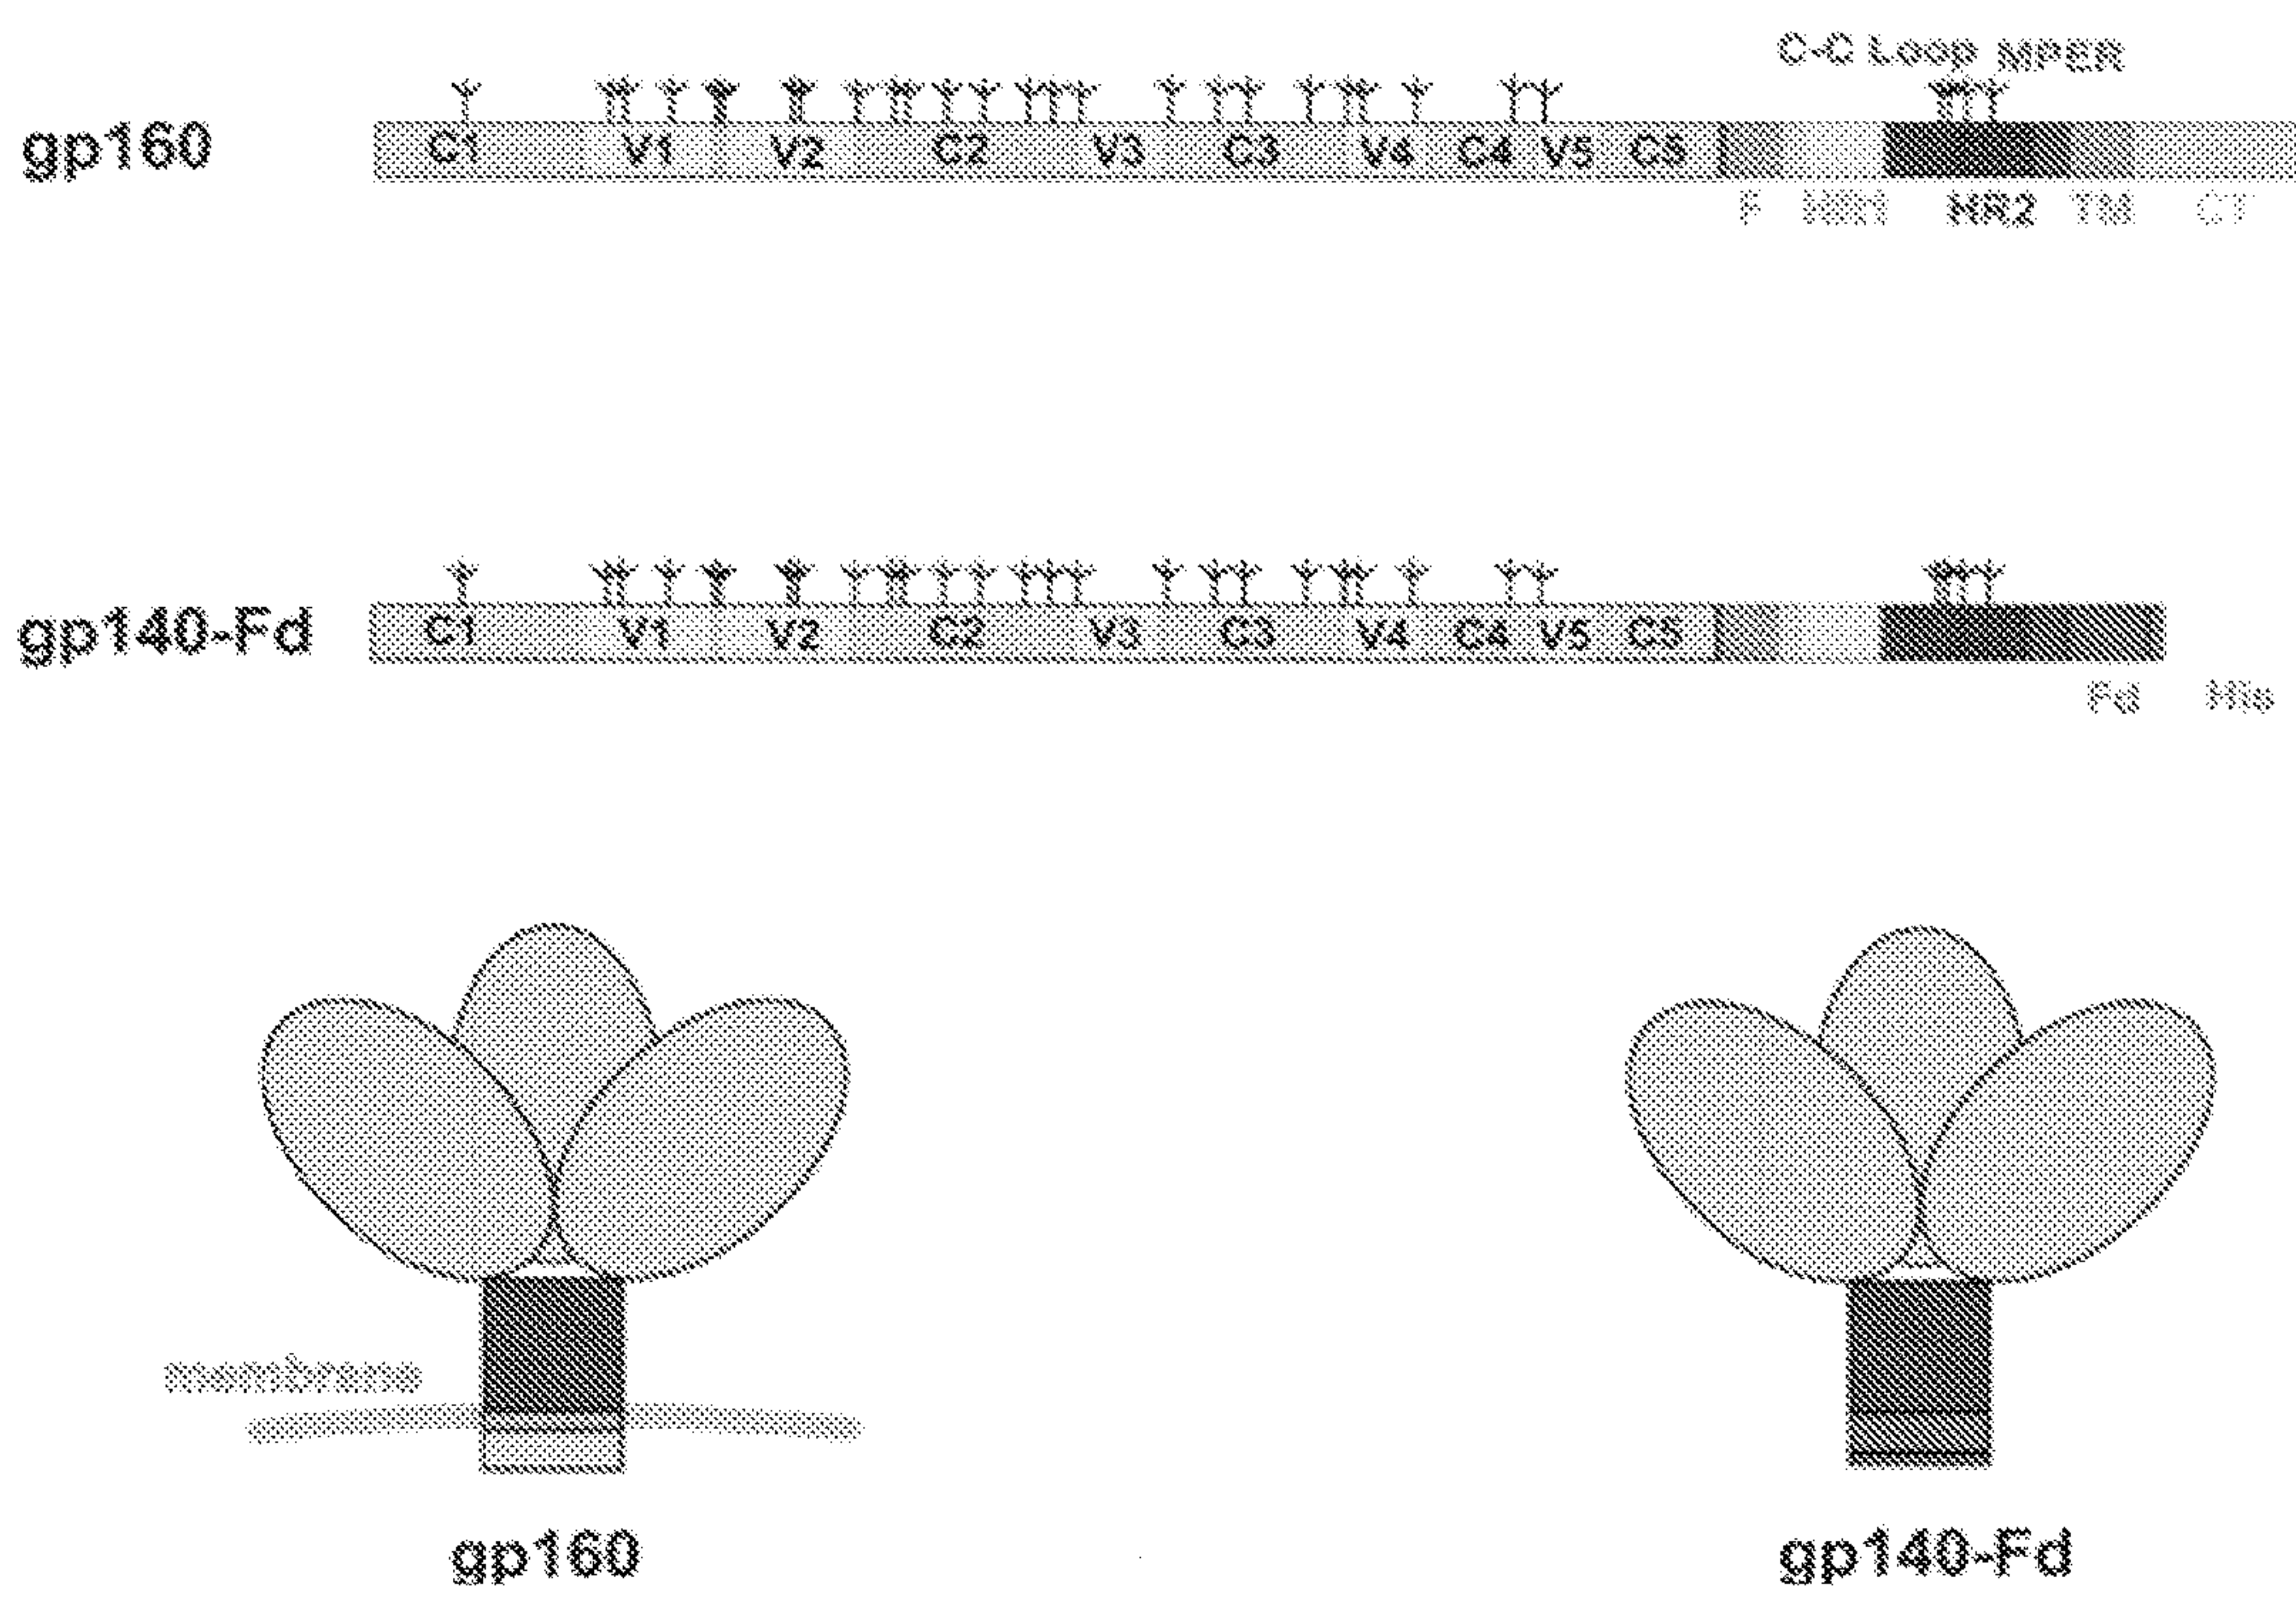 C-C Loop MPER
gp160
C1 V1 V2 C2 V3 C3 V4 C4 V5 C5
F HR1 HR2 TM CT
gp140-Fd
C1 V1 V2 C2 V3 C3 V4 C4 V5 C5
Fd His
membrane
gp160
gp140-Fd